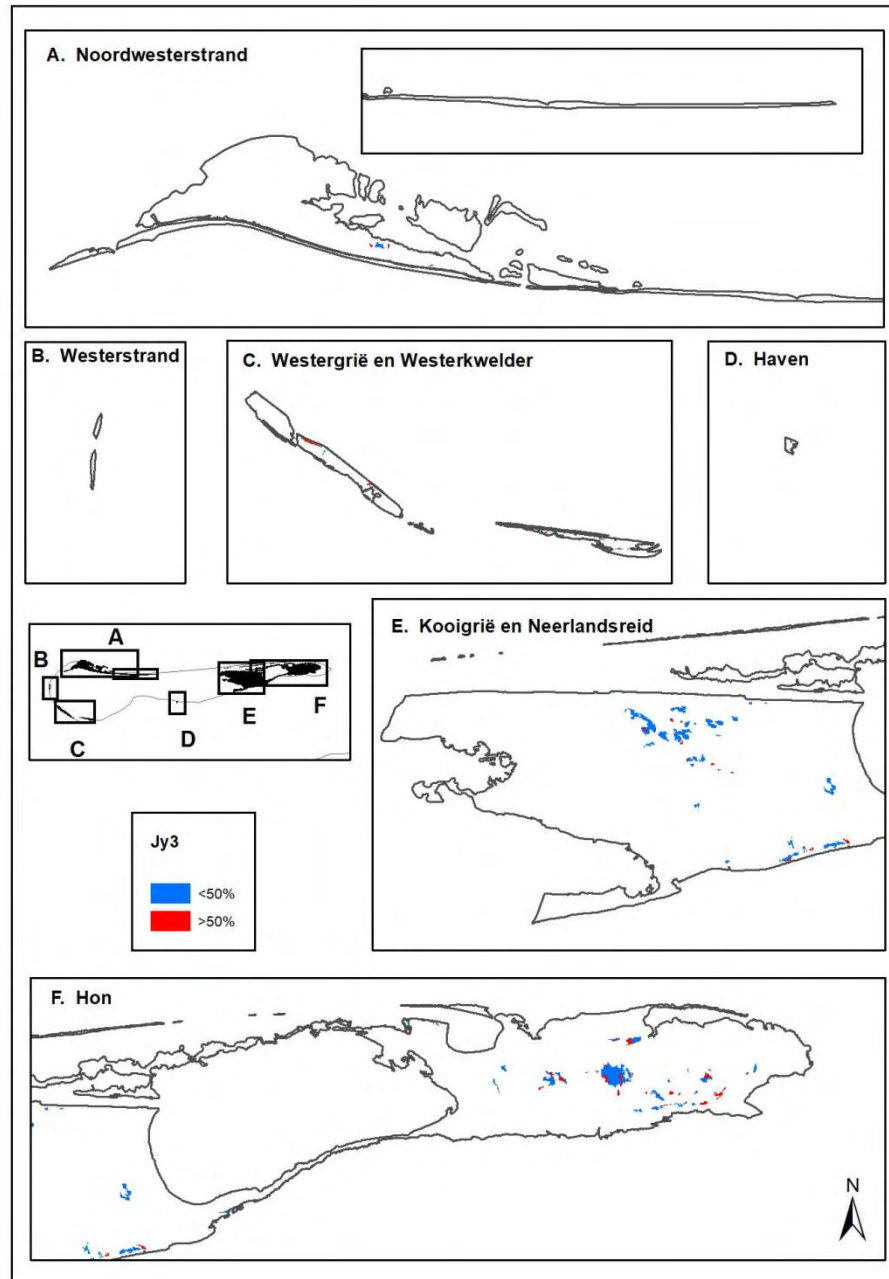 A. Noordwesterstrand
B. Westerstrand
C. Westergrië en Westerkwelder
D. Haven
A
B
C
D
E
F
E. Kooigrië en Neerlandsreid
Jy3
<50%
>50%
F. Hon
N